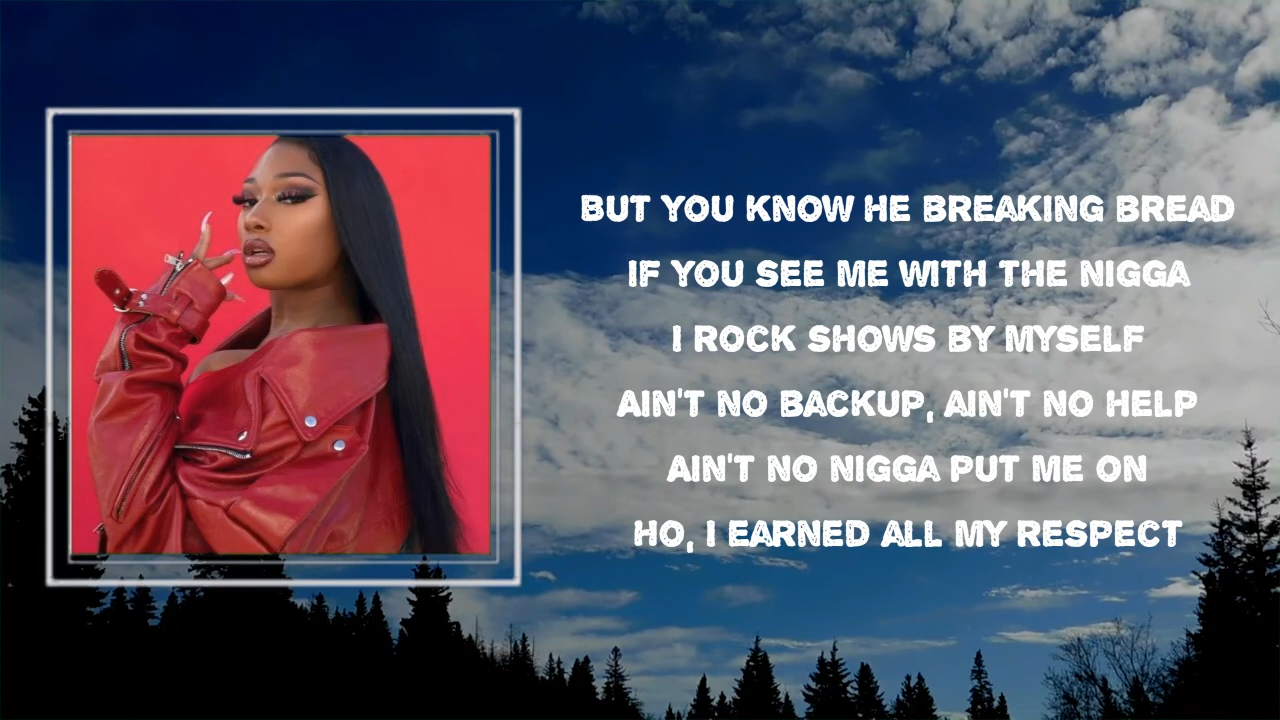 BUT YOU KNOW HE BREAKING BREAD
IF YOU SEE ME WITH THE NIGGA
I ROCK SHOWS BY MYSELF
AIN'T NO BACKUP, AIN'T NO HELP
AIN'T NO NIGGA PUT ME ON
HO, I EARNED ALL MY RESPECT